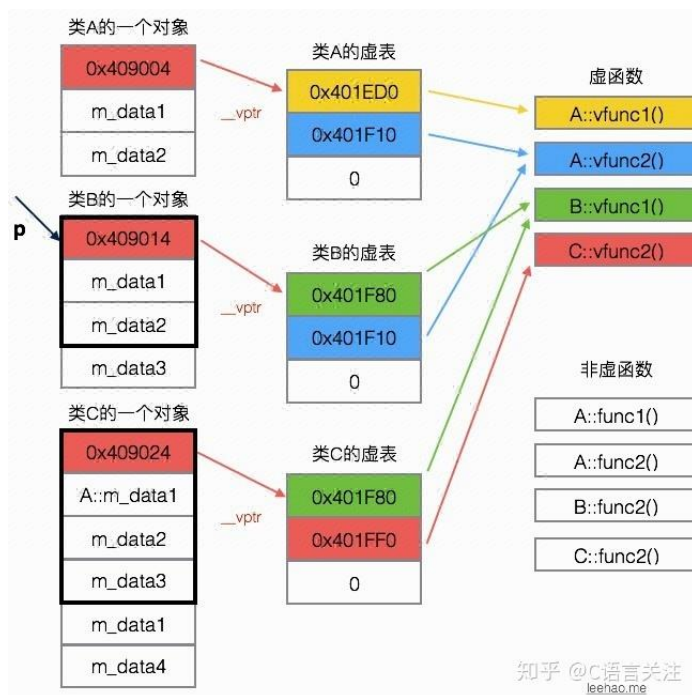 类A的一个对象
0x409004
m_data1
m_data2
__vptr
类A的虚表
0x401ED0
0x401F10
0
虚函数
A::vfunc1()
A::vfunc2()
B::vfunc1()
C::vfunc2()
p
类B的一个对象
0x409014
m_data1
m_data2
m_data3
__vptr
类B的虚表
0x401F80
0x401F10
0
非虚函数
A::func1()
A::func2()
B::func2()
C::func2()
类C的一个对象
0x409024
A::m_data1
m_data2
m_data3
m_data1
m_data4
__vptr
类C的虚表
0x401F80
0x401FF0
0
知乎 @C语言关注
leehao.me